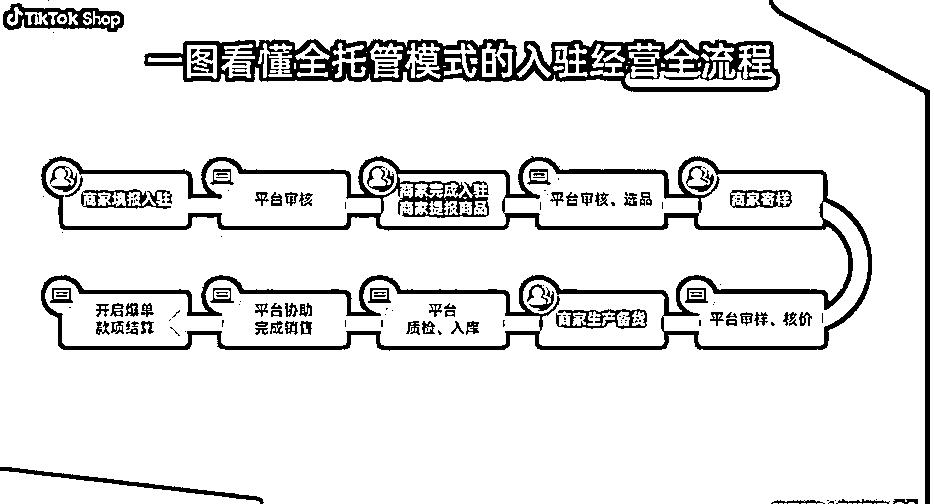 TikTok Shop
一图看懂全托管模式的入驻经营全流程
商家填报入驻
平台审核
商家完成入驻
商家提报商品
平台审核、选品
商家寄样
开启爆单
款项结算
平台协助
完成销售
平台
质检、入库
商家生产备货
平台审样、核价